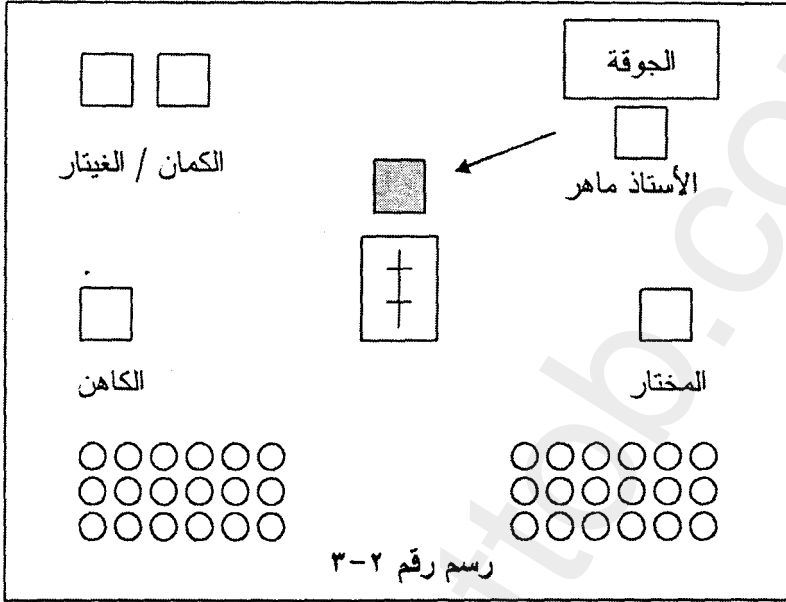 الجوقة
الكمان / الغيتار
الأستاذ ماهر
الكاهن
المختار
رسم رقم ٢-٣